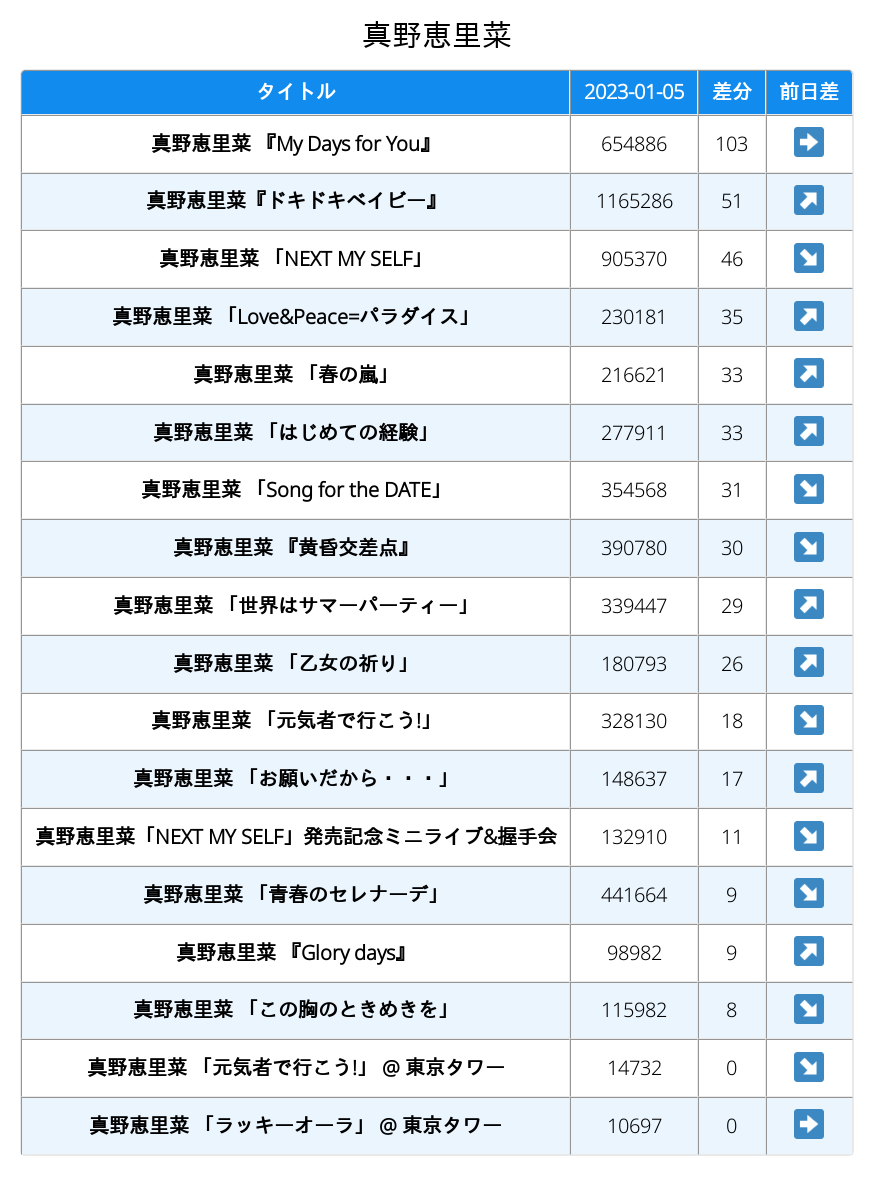 真野恵里菜
タイトル 2023-01-05 差分 前日差
真野恵里菜 『My Days for You』 654886 103 ➡
真野恵里菜『ドキドキベイビー』 1165286 51 ↗
真野恵里菜 「NEXT MY SELF」 905370 46 ↘
真野恵里菜 「Love&Peace=パラダイス」 230181 35 ↗
真野恵里菜 「春の嵐」 216621 33 ↗
真野恵里菜 「はじめての経験」 277911 33 ↗
真野恵里菜 「Song for the DATE」 354568 31 ↘
真野恵里菜 『黄昏交差点』 390780 30 ↘
真野恵里菜 「世界はサマーパーティー」 339447 29 ↗
真野恵里菜 「乙女の祈り」 180793 26 ↗
真野恵里菜 「元気者で行こう!」 328130 18 ↘
真野恵里菜 「お願いだから・・・」 148637 17 ↗
真野恵里菜「NEXT MY SELF」発売記念ミニライブ&握手会 132910 11 ↘
真野恵里菜 「青春のセレナーデ」 441664 9 ↘
真野恵里菜 『Glory days』 98982 9 ↗
真野恵里菜 「この胸のときめきを」 115982 8 ↘
真野恵里菜 「元気者で行こう!」 @ 東京タワー 14732 0 ↘
真野恵里菜 「ラッキーオーラ」 @ 東京タワー 10697 0 ➡